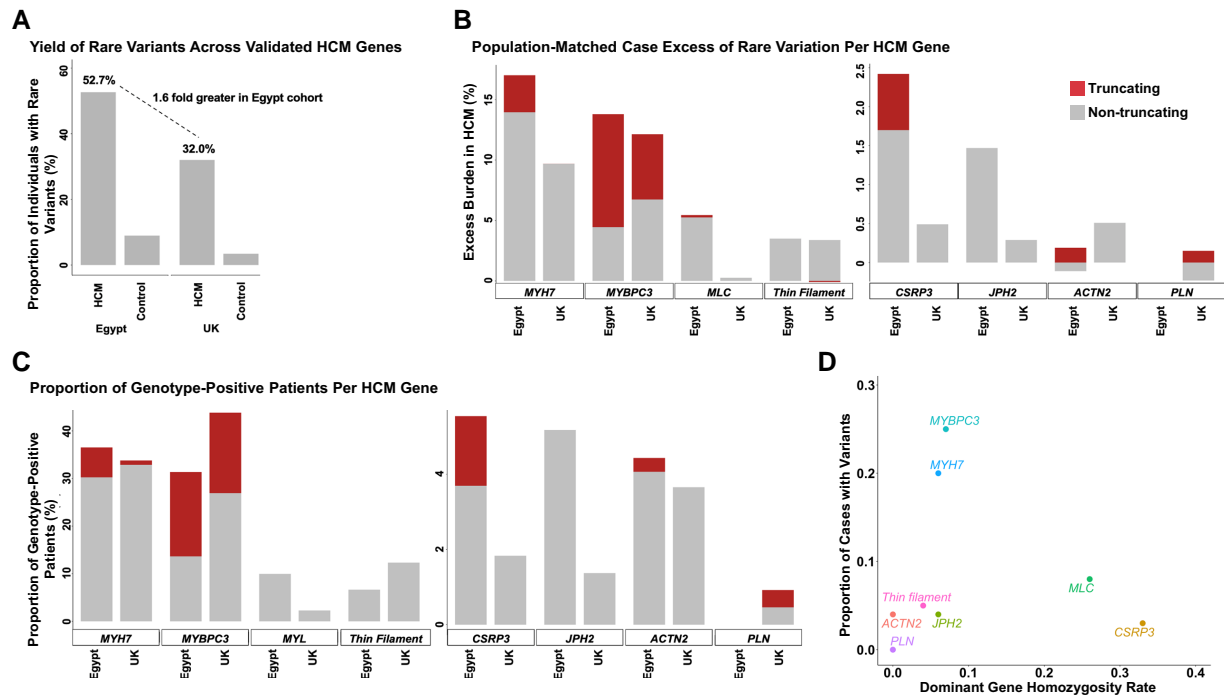 A
Yield of Rare Variants Across Validated HCM Genes
Proportion of Individuals with Rare
Variants (%)
60
40
20
0
52.7%
1.6 fold greater in Egypt cohort
32.0%
HCM
Control
HCM
Control
Egypt
UK
B
Population-Matched Case Excess of Rare Variation Per HCM Gene
Excess Burden in HCM (%)
15
10
5
0
MYH7
MYBPC3
MLC
Thin Filament
Egypt
UK
Egypt
UK
Egypt
UK
Egypt
UK
2.5
2.0
1.5
1.0
0.5
0.0
Truncating
Non-truncating
CSRP3
JPH2
ACTN2
PLN
Egypt
UK
Egypt
UK
Egypt
UK
Egypt
UK
C
Proportion of Genotype-Positive Patients Per HCM Gene
Proportion of Genotype-Positive
Patients (%)
40
30
20
10
0
MYH7
MYBPC3
MYL
Thin Filament
Egypt
UK
Egypt
UK
Egypt
UK
Egypt
UK
4
2
0
CSRP3
JPH2
ACTN2
PLN
Egypt
UK
Egypt
UK
Egypt
UK
Egypt
UK
D
Proportion of Cases with Variants
0.3
0.2
0.1
0.0
MYBPC3
MYH7
MLC
Thin filament
ACTN2
JPH2
CSRP3
PLN
0.0
0.1
0.2
0.3
0.4
Dominant Gene Homozygosity Rate